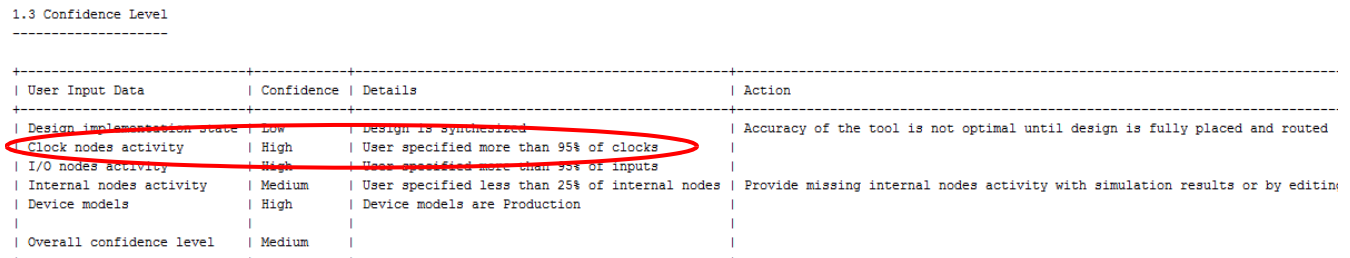 1.3 Confidence Level
--------------------
| User Input Data | Confidence | Details | Action
| Design implementation state | Low | Design is synthesized | Accuracy of the tool is not optimal until design is fully placed and routed
| Clock nodes activity | High | User specified more than 95% of clocks |
| I/O nodes activity | High | User specified more than 95% of inputs |
| Internal nodes activity | Medium | User specified less than 25% of internal nodes | Provide missing internal nodes activity with simulation results or by editing
| Device models | High | Device models are Production |
| | | |
| Overall confidence level | Medium | |